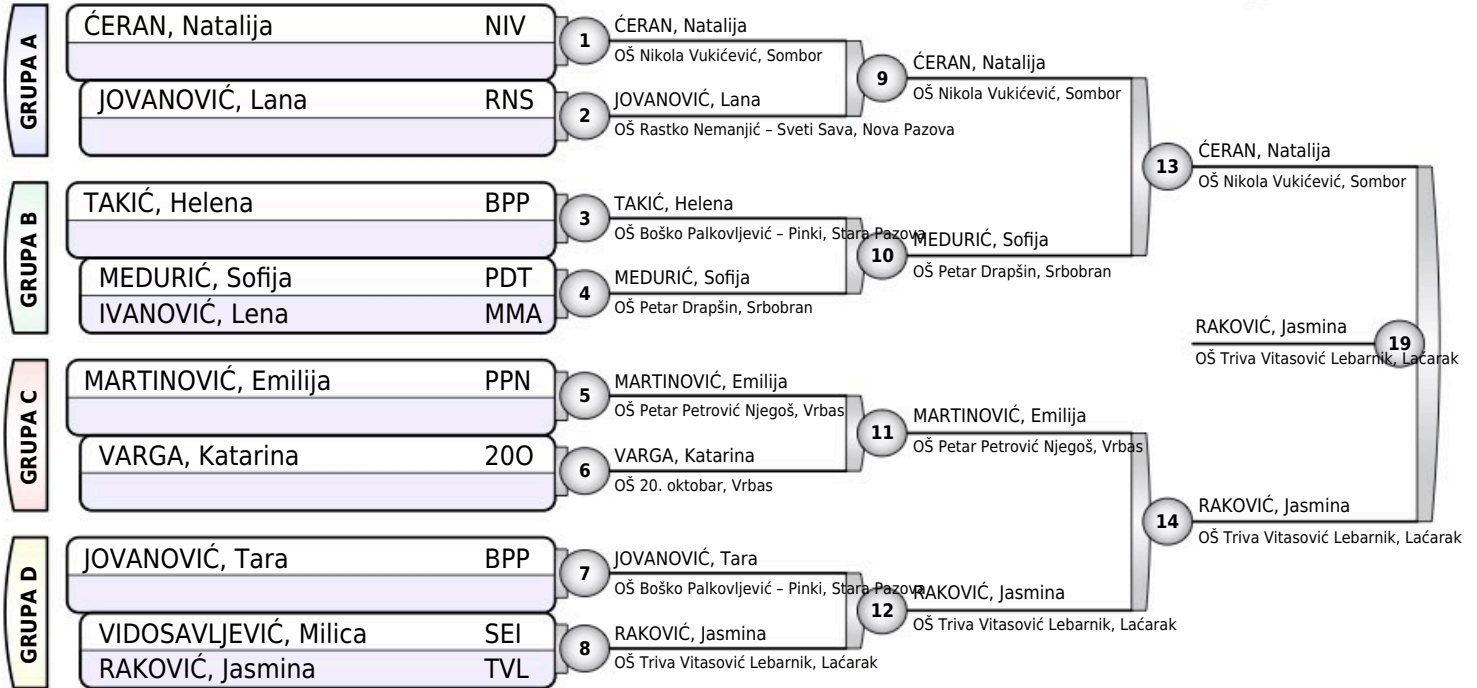 GRUPA A
ĆERAN, Natalija NIV
JOVANOVIĆ, Lana RNS
1
ĆERAN, Natalija
OŠ Nikola Vukićević, Sombor
2
JOVANOVIĆ, Lana
OŠ Rastko Nemanjić – Sveti Sava, Nova Pazova
9
ĆERAN, Natalija
OŠ Nikola Vukićević, Sombor
GRUPA B
TAKIĆ, Helena BPP
MEDURIĆ, Sofija PDT
IVANOVIĆ, Lena MMA
3
TAKIĆ, Helena
OŠ Boško Palkovljević – Pinki, Stara Pazova
4
MEDURIĆ, Sofija
OŠ Petar Drapšin, Srbobran
10
MEDURIĆ, Sofija
OŠ Petar Drapšin, Srbobran
13
ĆERAN, Natalija
OŠ Nikola Vukićević, Sombor
GRUPA C
MARTINOVIĆ, Emilija PPN
VARGA, Katarina 20O
5
MARTINOVIĆ, Emilija
OŠ Petar Petrović Njegoš, Vrbas
6
VARGA, Katarina
OŠ 20. oktobar, Vrbas
11
MARTINOVIĆ, Emilija
OŠ Petar Petrović Njegoš, Vrbas
GRUPA D
JOVANOVIĆ, Tara BPP
VIDOSAVLJEVIĆ, Milica SEI
RAKOVIĆ, Jasmina TVL
7
JOVANOVIĆ, Tara
OŠ Boško Palkovljević – Pinki, Stara Pazova
8
RAKOVIĆ, Jasmina
OŠ Triva Vitasović Lebarnik, Laćarak
12
RAKOVIĆ, Jasmina
OŠ Triva Vitasović Lebarnik, Laćarak
14
RAKOVIĆ, Jasmina
OŠ Triva Vitasović Lebarnik, Laćarak
RAKOVIĆ, Jasmina
OŠ Triva Vitasović Lebarnik, Laćarak
19